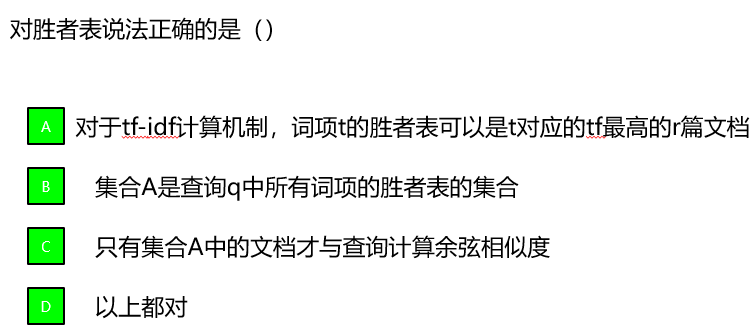 对胜者表说法正确的是（）
A 对于tf-idf计算机制，词项t的胜者表可以是t对应的tf最高的r篇文档
B 集合A是查询q中所有词项的胜者表的集合
C 只有集合A中的文档才与查询计算余弦相似度
D 以上都对